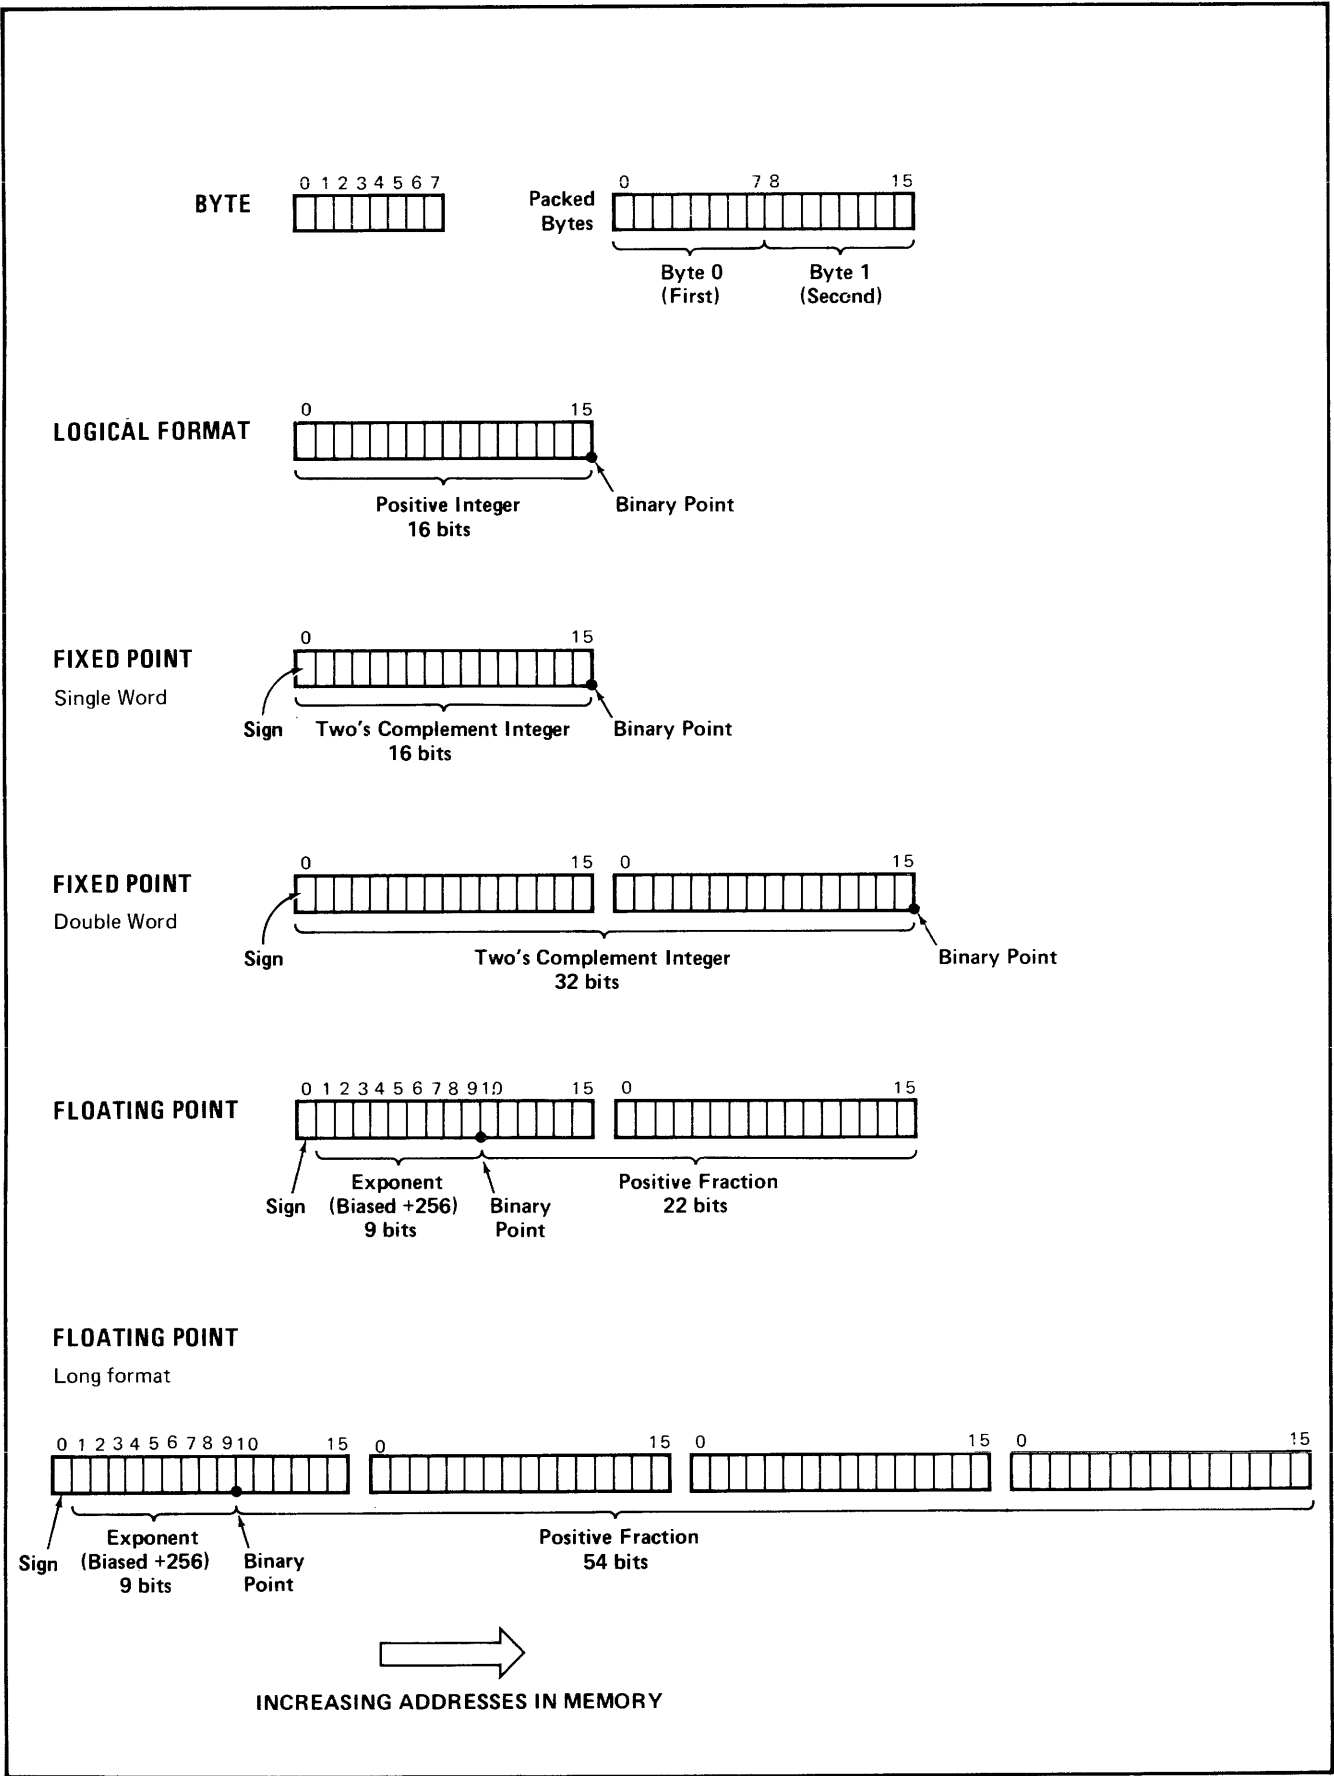 0 1 2 3 4 5 6 7
BYTE
Packed
Bytes
0 7 8 15
Byte 0
(First)
Byte 1
(Second)
LOGICAL FORMAT
0 15
Positive Integer
16 bits
Binary Point
FIXED POINT
Single Word
0 15
Sign
Two's Complement Integer
16 bits
Binary Point
FIXED POINT
Double Word
0 15 0 15
Sign
Two's Complement Integer
32 bits
Binary Point
FLOATING POINT
0 1 2 3 4 5 6 7 8 9 10 15 0 15
Sign
Exponent
(Biased +256)
9 bits
Binary
Point
Positive Fraction
22 bits
FLOATING POINT
Long format
0 1 2 3 4 5 6 7 8 9 10 15 0 15 0 15 0 15
Sign
Exponent
(Biased +256)
9 bits
Binary
Point
Positive Fraction
54 bits
INCREASING ADDRESSES IN MEMORY